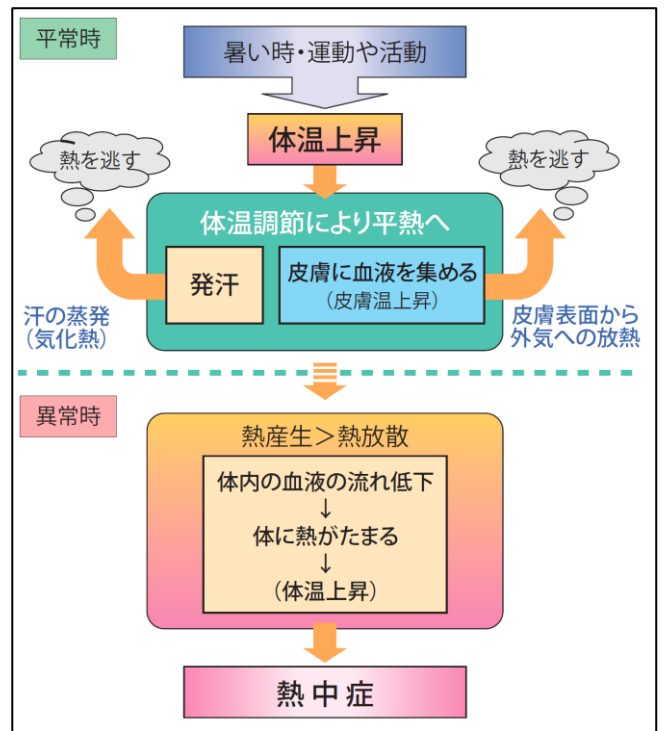 平常時
暑い時・運動や活動
体温上昇
熱を逃す
熱を逃す
体温調節により平熱へ
発汗
皮膚に血液を集める
(皮膚温上昇)
汗の蒸発
(気化熱)
皮膚表面から
外気への放熱
異常時
熱産生＞熱放散
体内の血液の流れ低下
↓
体に熱がたまる
↓
(体温上昇)
熱中症